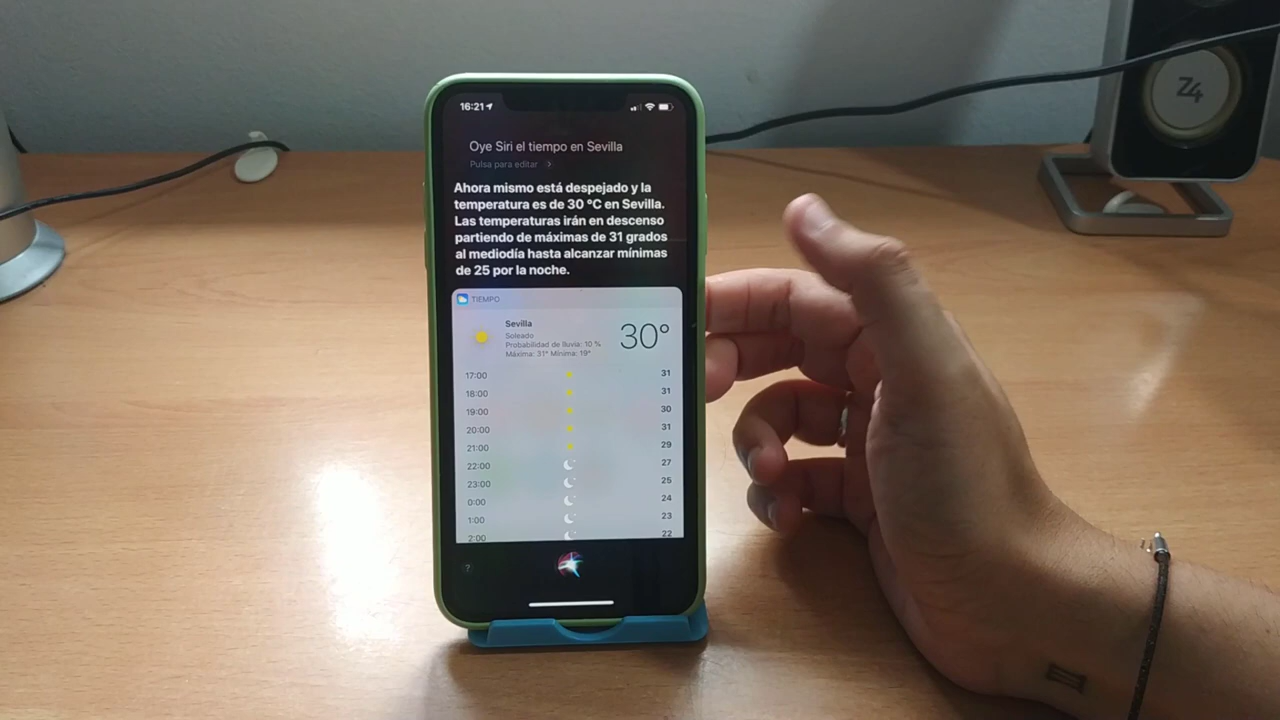 16:21
Oye Siri el tiempo en Sevilla
Pulsa para editar
Ahora mismo está despejado y la
temperatura es de 30 °C en Sevilla.
Las temperaturas irán en descenso
partiendo de máximas de 31 grados
al mediodía hasta alcanzar mínimas
de 25 por la noche.
TIEMPO
Sevilla
Soleado
Probabilidad de lluvia: 10 %
Máxima: 31° Mínima: 19°
30°
17:00 31
18:00 31
19:00 30
20:00 31
21:00 29
22:00 27
23:00 25
0:00 24
1:00 23
2:00 22
?
Z4